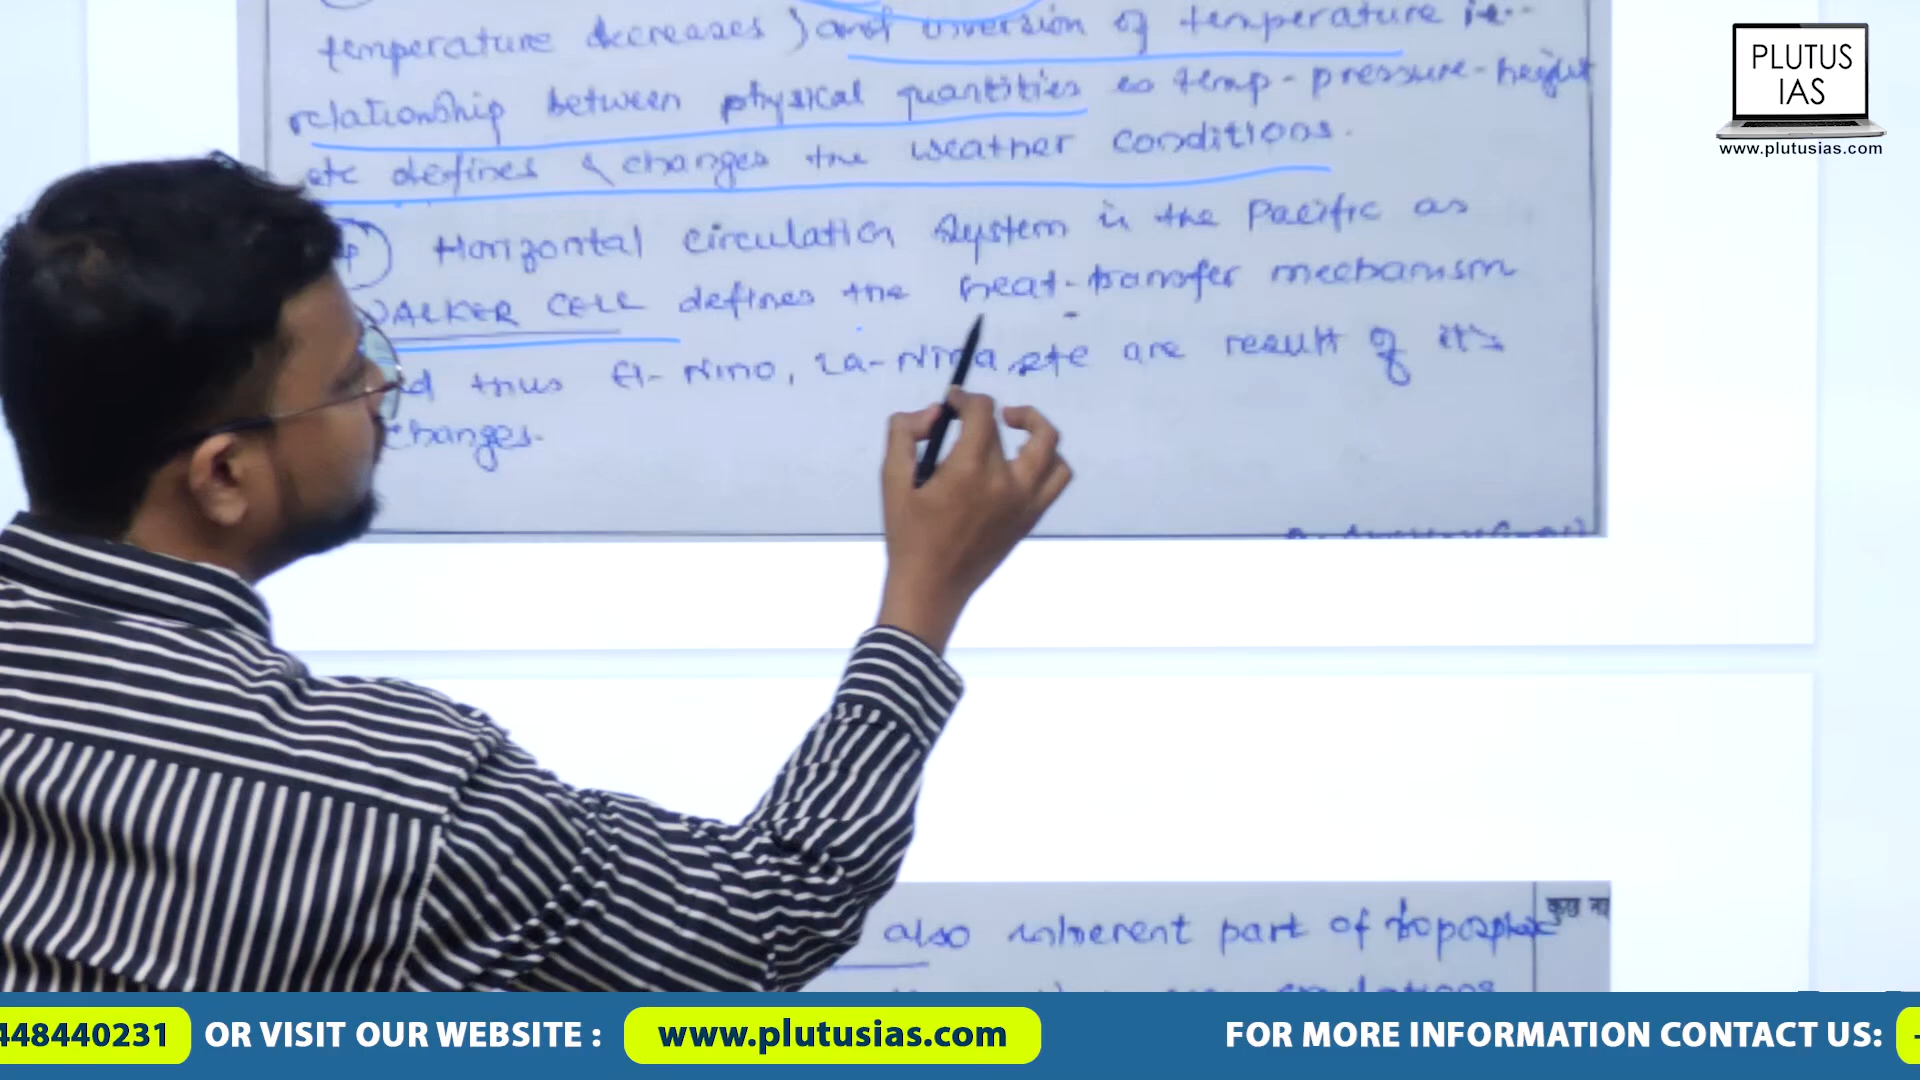 temperature decreases ) and inversion of temperature ie..
relationship between physical quantities as temp-pressure-height
etc defines & changes the weather conditions.
Horizontal circulation system in the Pacific as
WALKER CELL defines the heat-transfer mechanism
thus El-Nino, La-Nina, etc are result of it's
changes.
also inherent part of
कुछ
circulations
PLUTUS
IAS
www.plutusias.com
448440231
OR VISIT OUR WEBSITE :
www.plutusias.com
FOR MORE INFORMATION CONTACT US: